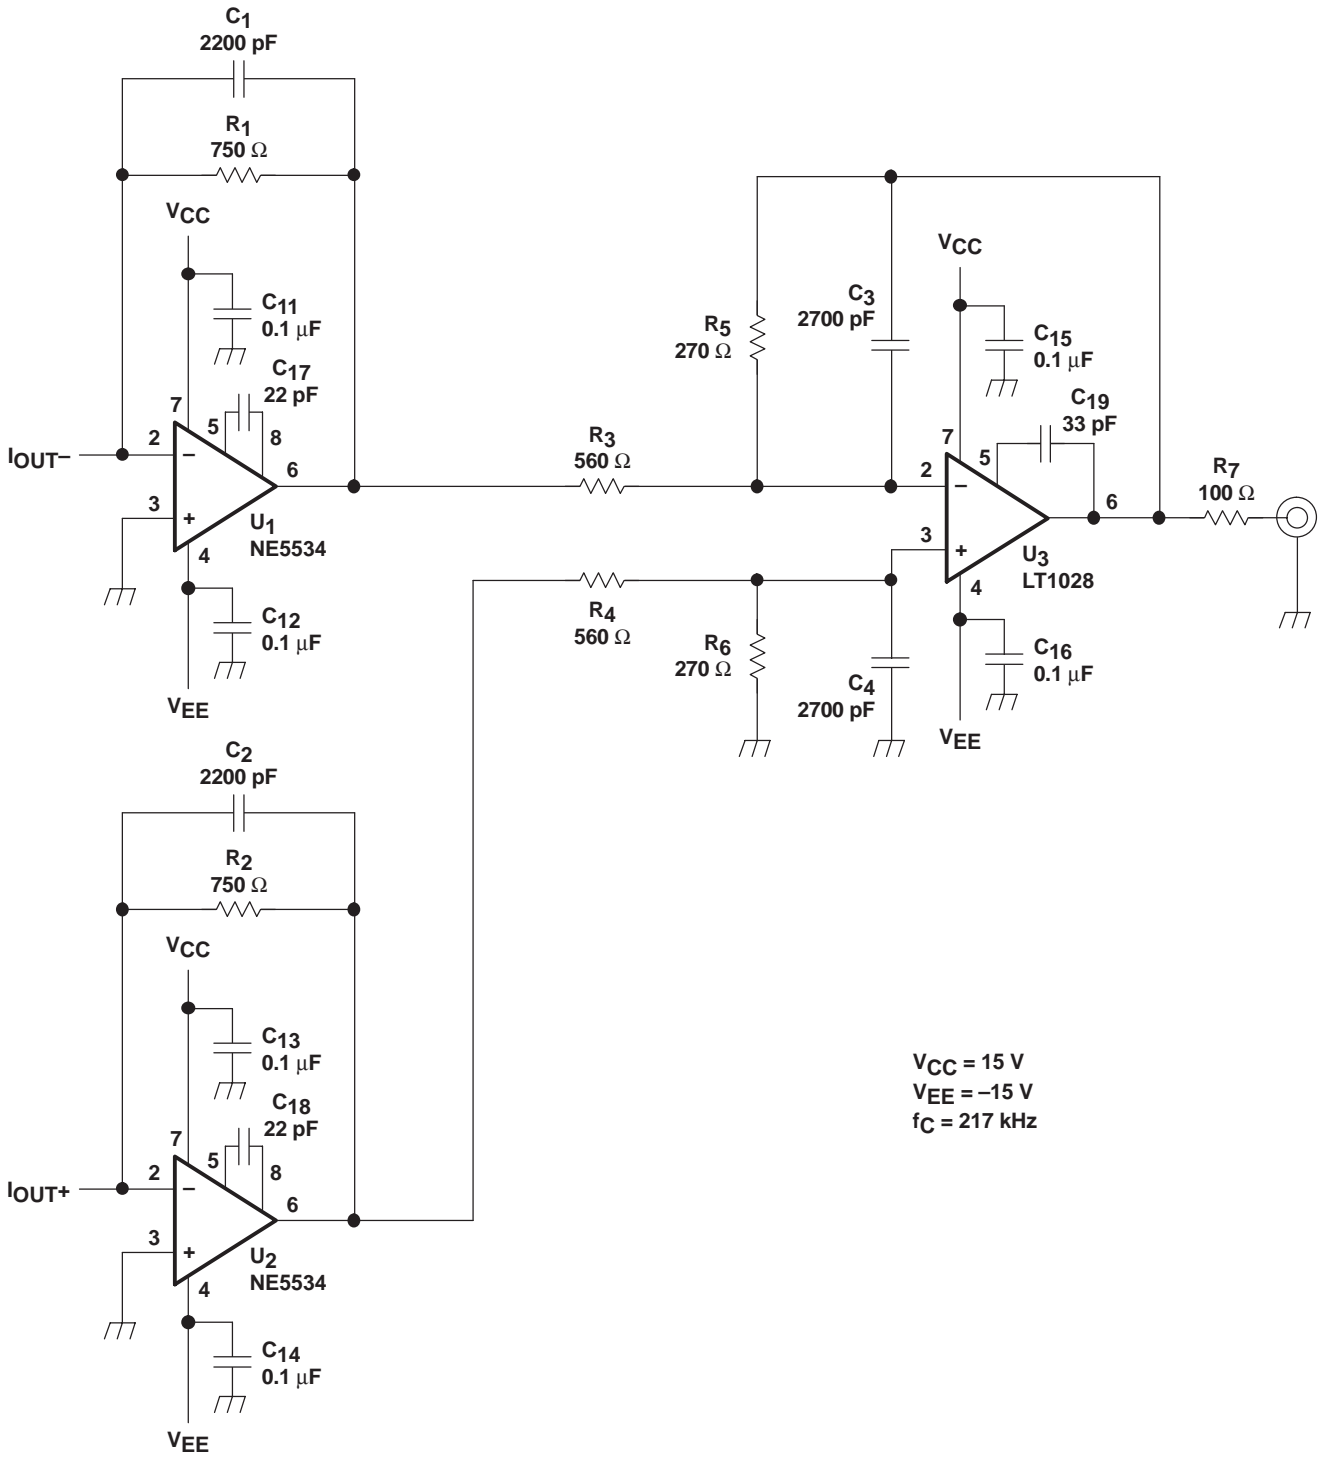 C1
2200 pF
R1
750 Ω
VCC
C11
0.1 μF
C17
22 pF
7
5
8
2
6
3
4
–
+
IOUT–
U1
NE5534
C12
0.1 μF
VEE
R3
560 Ω
R5
270 Ω
C3
2700 pF
VCC
C15
0.1 μF
C19
33 pF
7
5
2
6
3
4
–
+
U3
LT1028
R7
100 Ω
R4
560 Ω
R6
270 Ω
C4
2700 pF
C16
0.1 μF
VEE
C2
2200 pF
R2
750 Ω
VCC
C13
0.1 μF
C18
22 pF
7
5
8
2
6
3
4
–
+
IOUT+
U2
NE5534
C14
0.1 μF
VEE
VCC = 15 V
VEE = –15 V
fC = 217 kHz